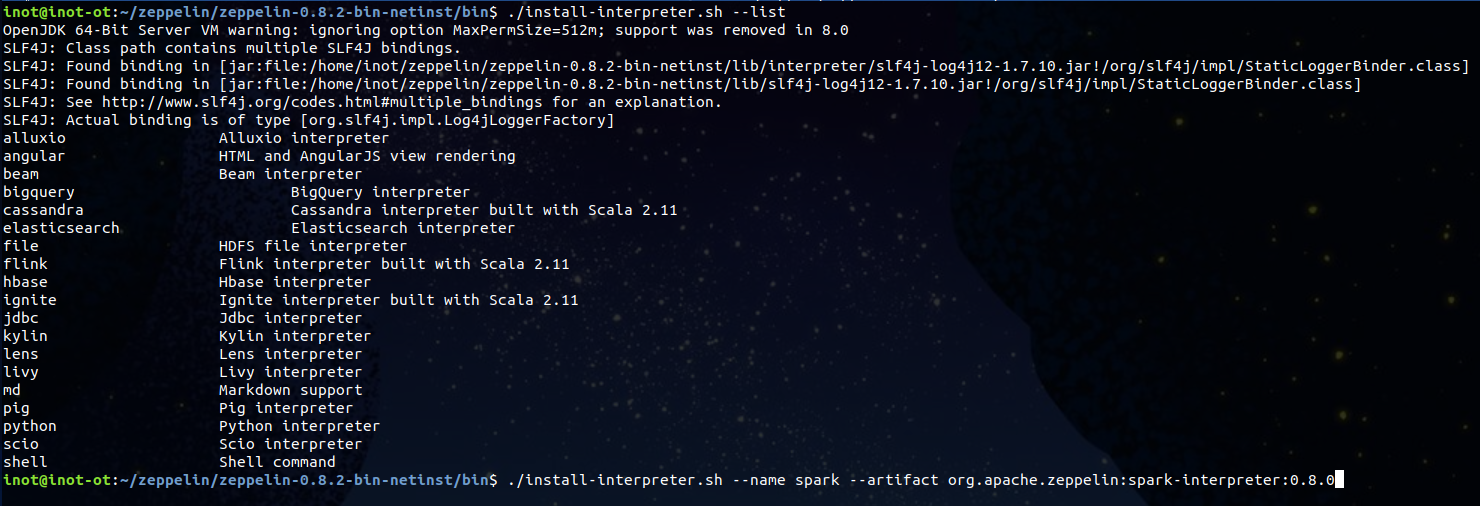 inot@inot-ot:~/zeppelin/zeppelin-0.8.2-bin-netinst/bin$ ./install-interpreter.sh --list
OpenJDK 64-Bit Server VM warning: ignoring option MaxPermSize=512m; support was removed in 8.0
SLF4J: Class path contains multiple SLF4J bindings.
SLF4J: Found binding in [jar:file:/home/inot/zeppelin/zeppelin-0.8.2-bin-netinst/lib/interpreter/slf4j-log4j12-1.7.10.jar!/org/slf4j/impl/StaticLoggerBinder.class]
SLF4J: Found binding in [jar:file:/home/inot/zeppelin/zeppelin-0.8.2-bin-netinst/lib/slf4j-log4j12-1.7.10.jar!/org/slf4j/impl/StaticLoggerBinder.class]
SLF4J: See http://www.slf4j.org/codes.html#multiple_bindings for an explanation.
SLF4J: Actual binding is of type [org.slf4j.impl.Log4jLoggerFactory]
alluxio                 Alluxio interpreter
angular                 HTML and AngularJS view rendering
beam                    Beam interpreter
bigquery                        BigQuery interpreter
cassandra                       Cassandra interpreter built with Scala 2.11
elasticsearch                   Elasticsearch interpreter
file                    HDFS file interpreter
flink                   Flink interpreter built with Scala 2.11
hbase                   Hbase interpreter
ignite                  Ignite interpreter built with Scala 2.11
jdbc                    Jdbc interpreter
kylin                   Kylin interpreter
lens                    Lens interpreter
livy                    Livy interpreter
md                      Markdown support
pig                     Pig interpreter
python                  Python interpreter
scio                    Scio interpreter
shell                   Shell command
inot@inot-ot:~/zeppelin/zeppelin-0.8.2-bin-netinst/bin$ ./install-interpreter.sh --name spark --artifact org.apache.zeppelin:spark-interpreter:0.8.0